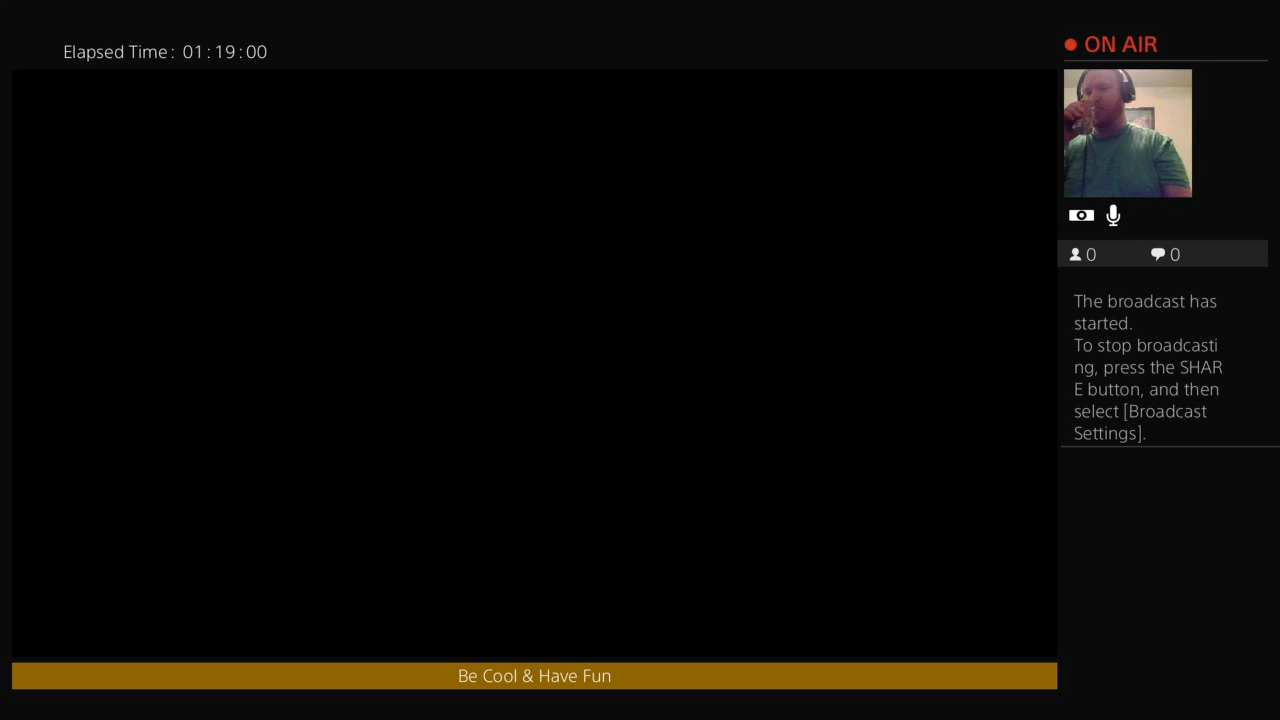 Elapsed Time: 01:19:00
ON AIR
0
0
The broadcast has
started.
To stop broadcasti
ng, press the SHAR
E button, and then
select [Broadcast
Settings].
Be Cool & Have Fun